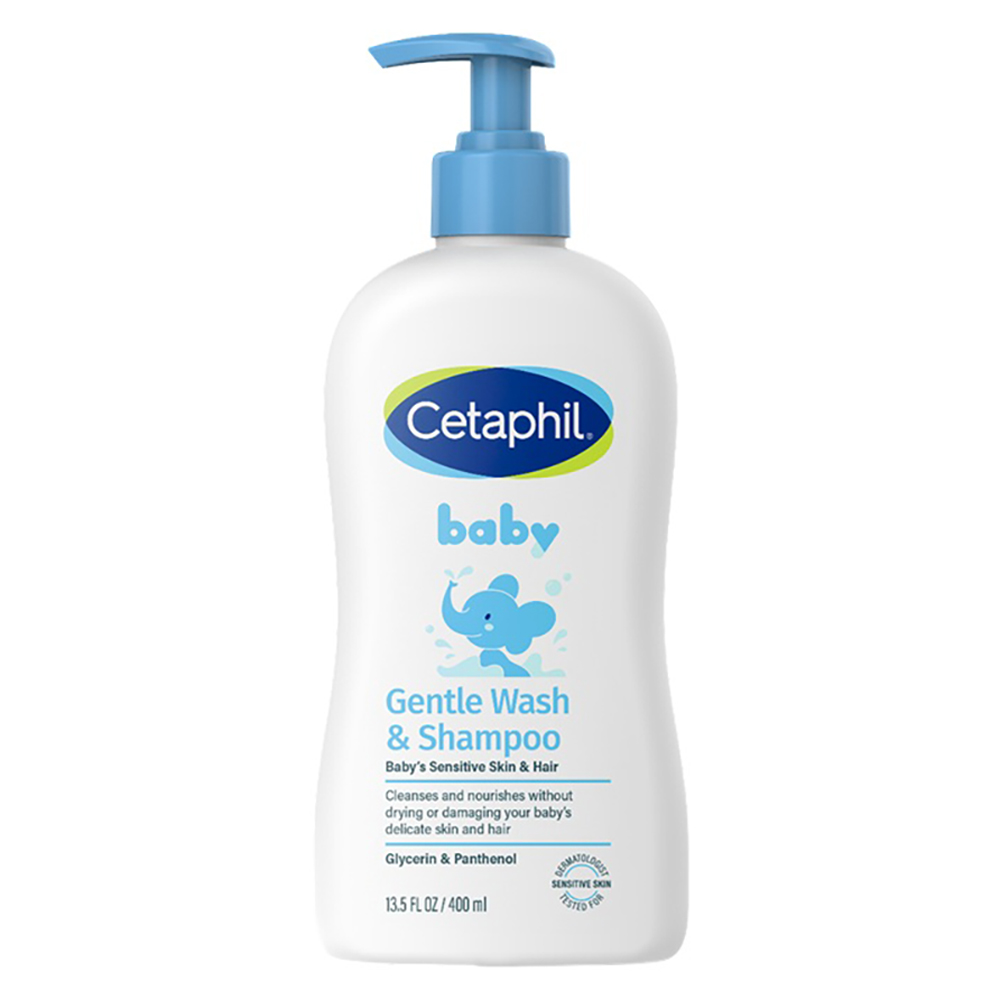 Cetaphil®
baby
Gentle Wash
& Shampoo
Baby's Sensitive Skin & Hair
Cleanses and nourishes without
drying or damaging your baby's
delicate skin and hair
Glycerin & Panthenol
DERMATOLOGIST
SENSITIVE SKIN
TESTED FOR
13.5 FL OZ / 400 ml